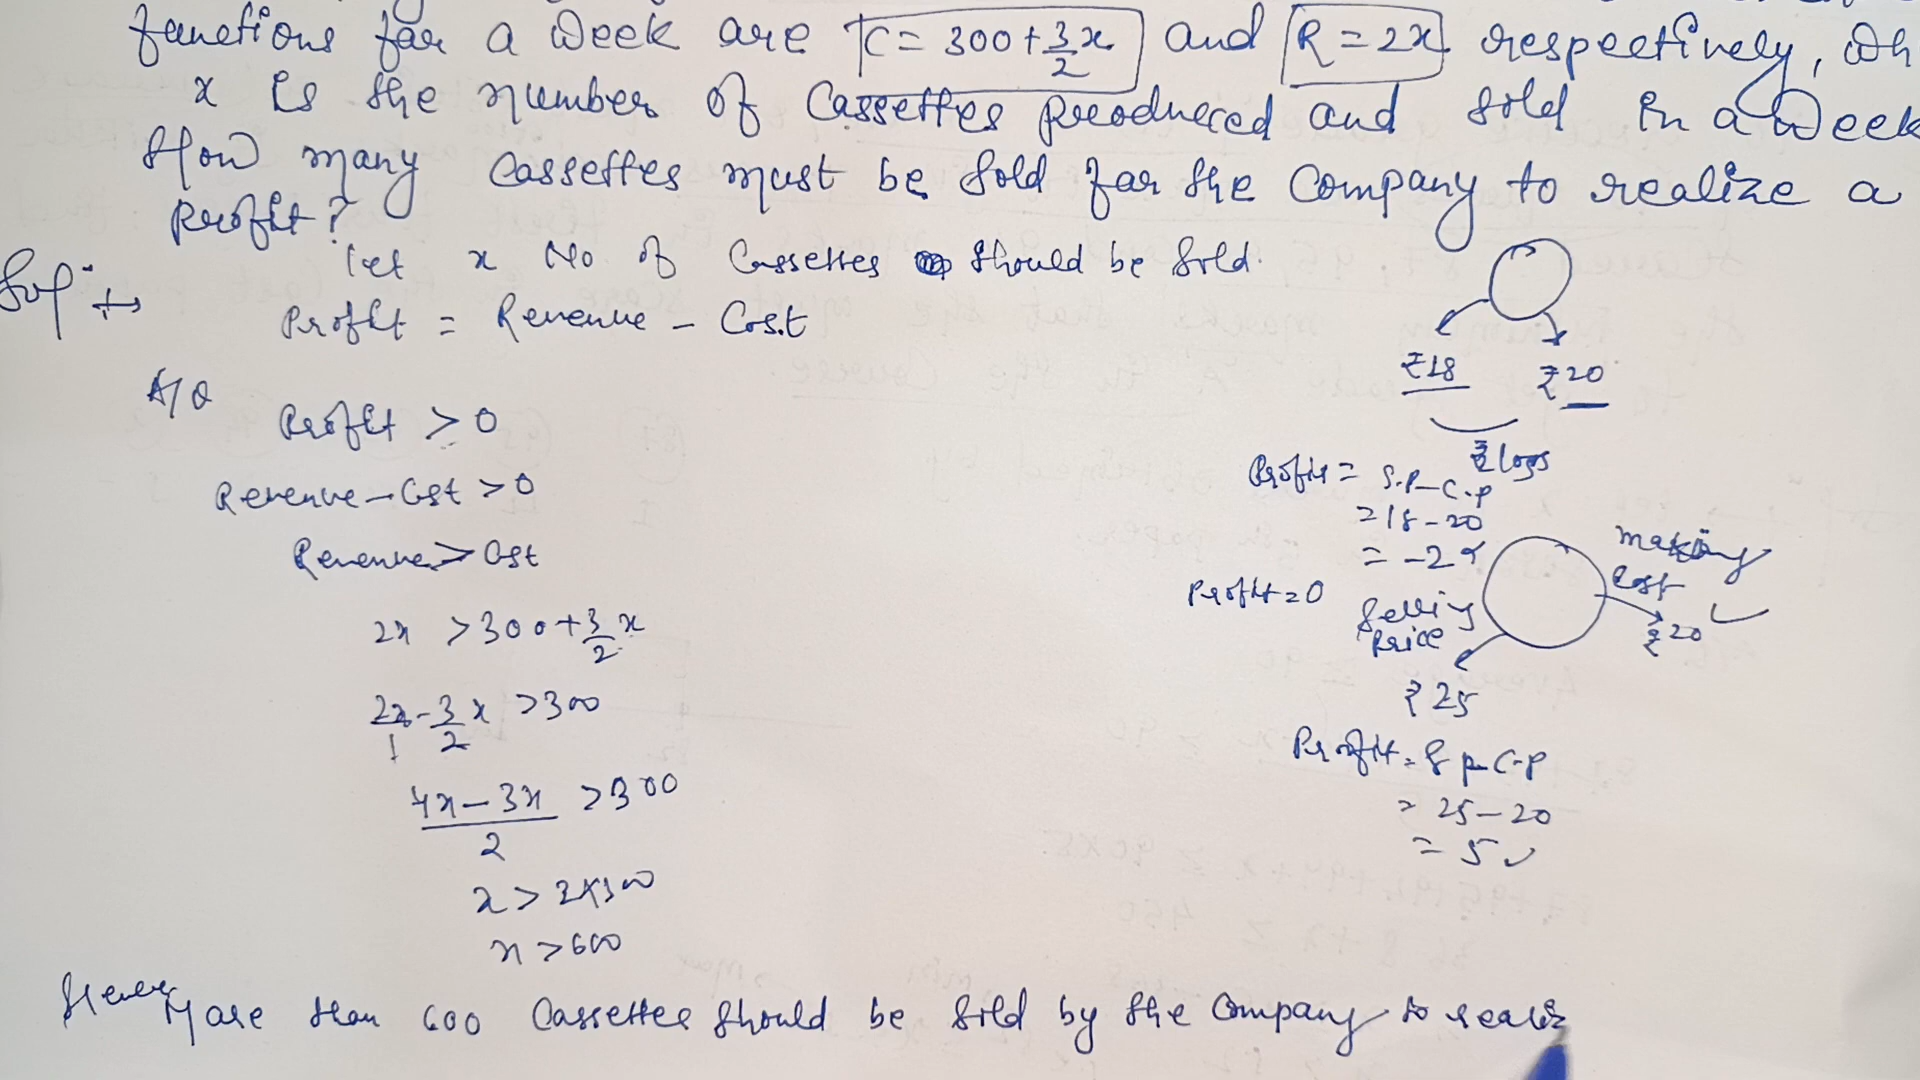 functions for a week are C = 300 + 3/2 x and R = 2x respectively, wh
x is the number of Cassettes produced and sold in a week
How many cassettes must be sold for the Company to realize a
profit?
Sol^n ↦ let x No of Cassettes should be sold.
Profit = Revenue - Cost
A/Q
Profit > 0
Revenue - Cost > 0
Revenue > Cost
2x > 300 + 3/2 x
2x/1 - 3/2 x > 300
4x - 3x / 2 > 300
x > 2×300
x > 600
Hence More than 600 Cassettes should be sold by the Company to realiz
₹18 ₹20
₹2 loss
Profit = S.P - C.P
= 18 - 20
= -2 ₹
Profit = 0
making
cost
₹20
Selling
Price
₹25
Profit = S.P - C.P
= 25 - 20
= 5 ✓